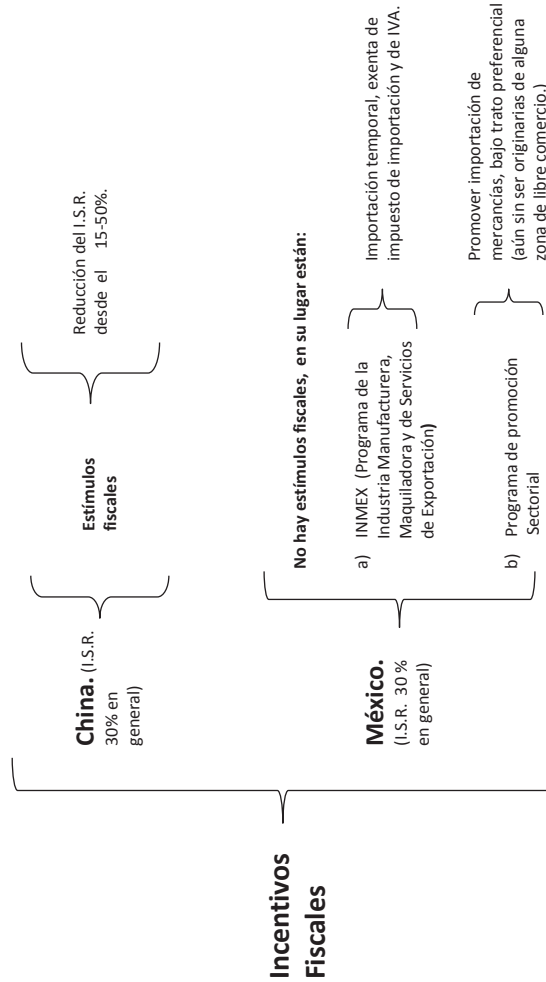 Incentivos
Fiscales
China. (I.S.R.
30% en
general)
Estímulos
fiscales
Reducción del I.S.R.
desde el 15-50%.
México.
(I.S.R. 30 %
en general)
No hay estímulos fiscales, en su lugar están:
a) INMEX (Programa de la
Industria Manufacturera,
Maquiladora y de Servicios
de Exportación)
Importación temporal, exenta de
impuesto de importación y de IVA.
b) Programa de promoción
Sectorial
Promover importación de
mercancías, bajo trato preferencial
(aún sin ser originarias de alguna
zona de libre comercio.)